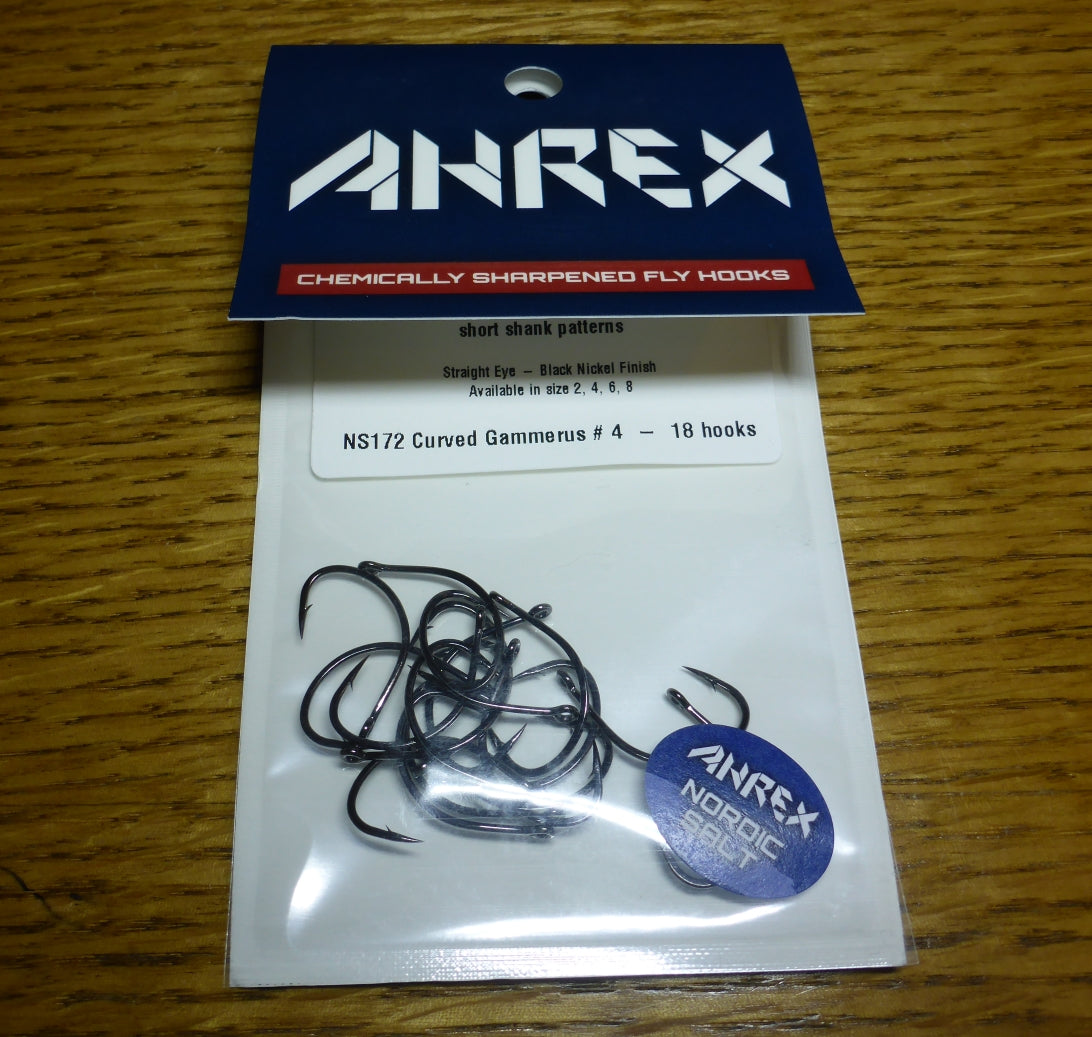 AHREX
CHEMICALLY SHARPENED FLY HOOKS
short shank patterns
Straight Eye – Black Nickel Finish
Available in size 2, 4, 6, 8
NS172 Curved Gammerus # 4 – 18 hooks
AHREX
NORDIC
SALT